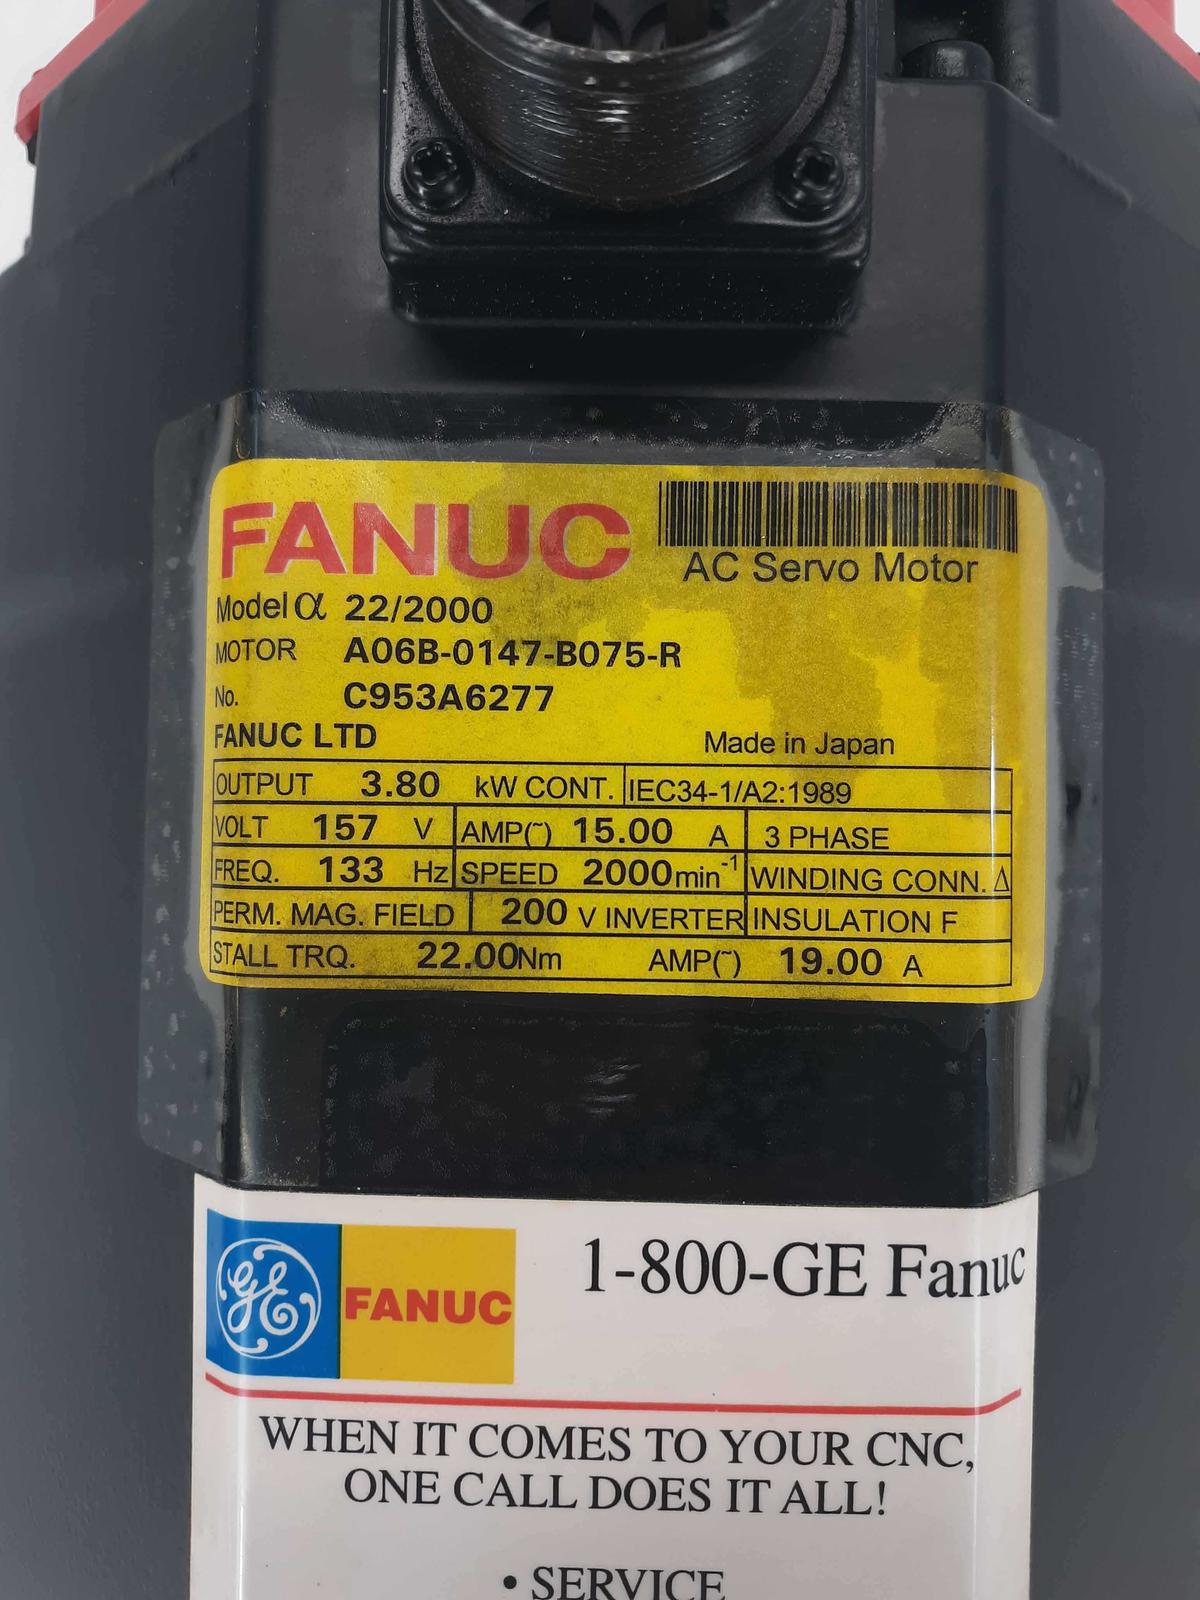 FANUC
AC Servo Motor
Model α 22/2000
MOTOR A06B-0147-B075-R
No. C953A6277
FANUC LTD Made in Japan
OUTPUT 3.80 kW CONT. IEC34-1/A2:1989
VOLT 157 V AMP(~) 15.00 A 3 PHASE
FREQ. 133 Hz SPEED 2000min⁻¹ WINDING CONN. Δ
PERM. MAG. FIELD 200 V INVERTER INSULATION F
STALL TRQ. 22.00Nm AMP(~) 19.00 A
GE FANUC 1-800-GE Fanuc
WHEN IT COMES TO YOUR CNC,
ONE CALL DOES IT ALL!
• SERVICE